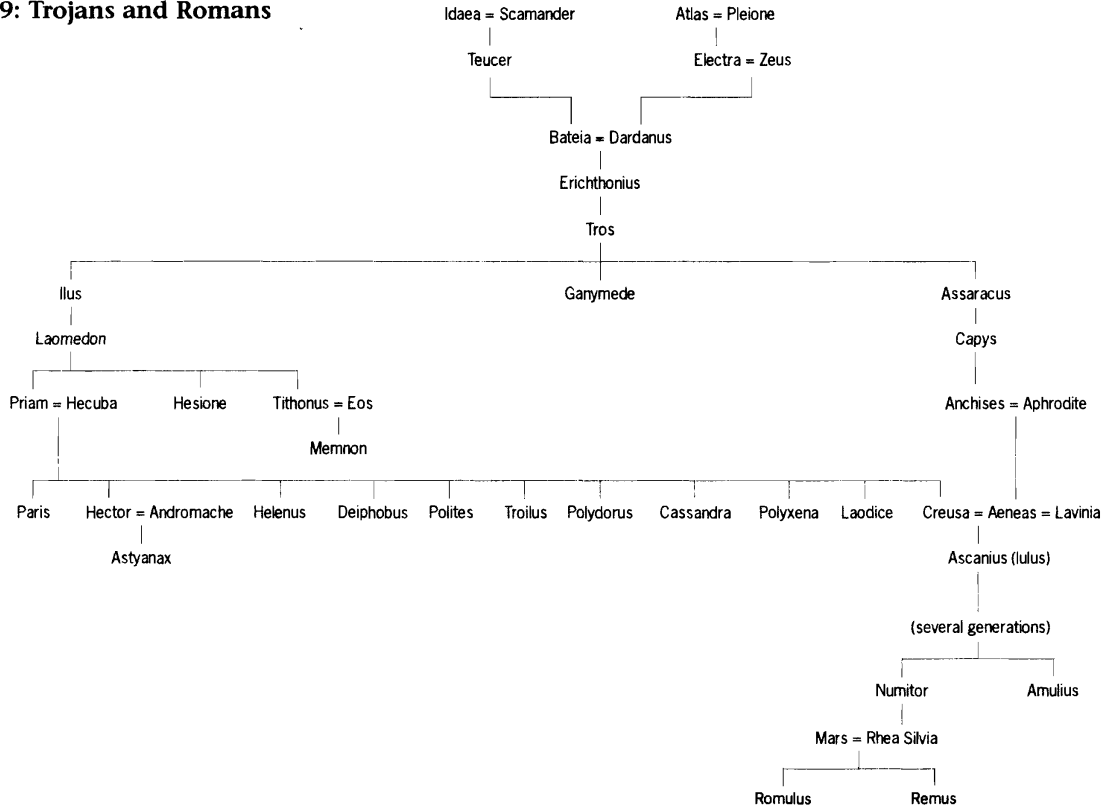 9: Trojans and Romans
Idaea = Scamander Atlas = Pleione
Teucer Electra = Zeus
Bateia = Dardanus
Erichthonius
Tros
Ilus Ganymede Assaracus
Laomedon Capys
Priam = Hecuba Hesione Tithonus = Eos Anchises = Aphrodite
Memnon
Paris Hector = Andromache Helenus Deiphobus Polites Troilus Polydorus Cassandra Polyxena Laodice Creusa = Aeneas = Lavinia
Astyanax Ascanius (Iulus)
(several generations)
Numitor Amulius
Mars = Rhea Silvia
Romulus Remus